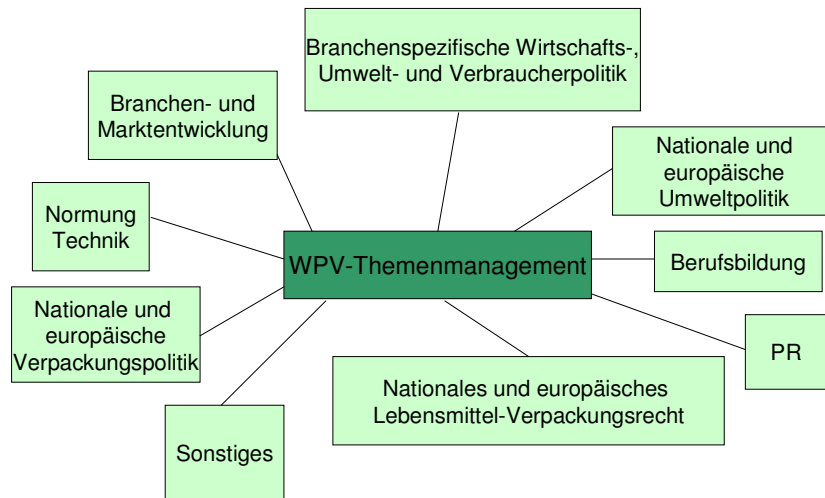 Branchenspezifische Wirtschafts-,
Umwelt- und Verbraucherpolitik
Branchen- und
Marktentwicklung
Nationale und
europäische
Umweltpolitik
Normung
Technik
WPV-Themenmanagement
Berufsbildung
Nationale und
europäische
Verpackungspolitik
PR
Nationales und europäisches
Lebensmittel-Verpackungsrecht
Sonstiges